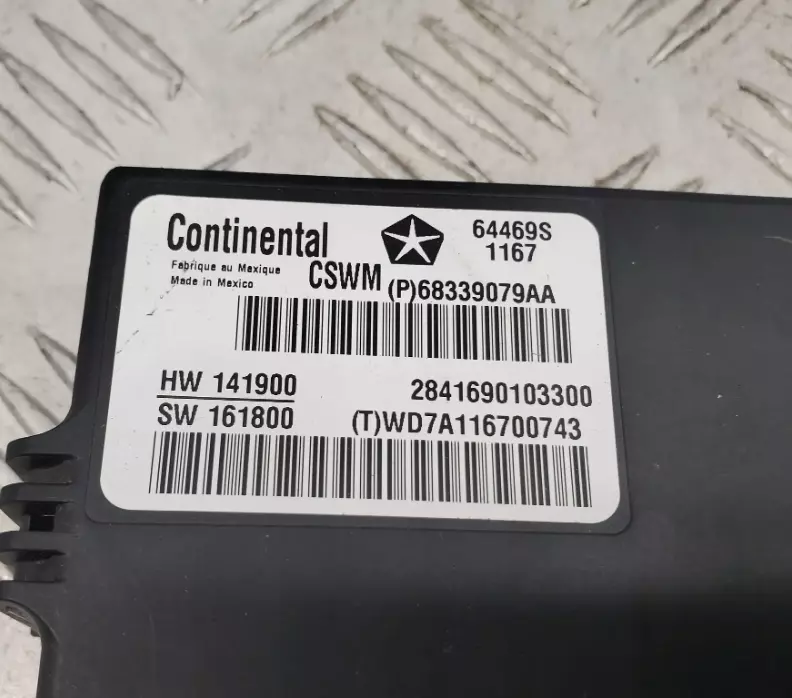 Continental
64469S
1167
Fabrique au Mexique
Made in Mexico
CSWM (P)68339079AA
HW 141900
2841690103300
SW 161800
(T)WD7A116700743